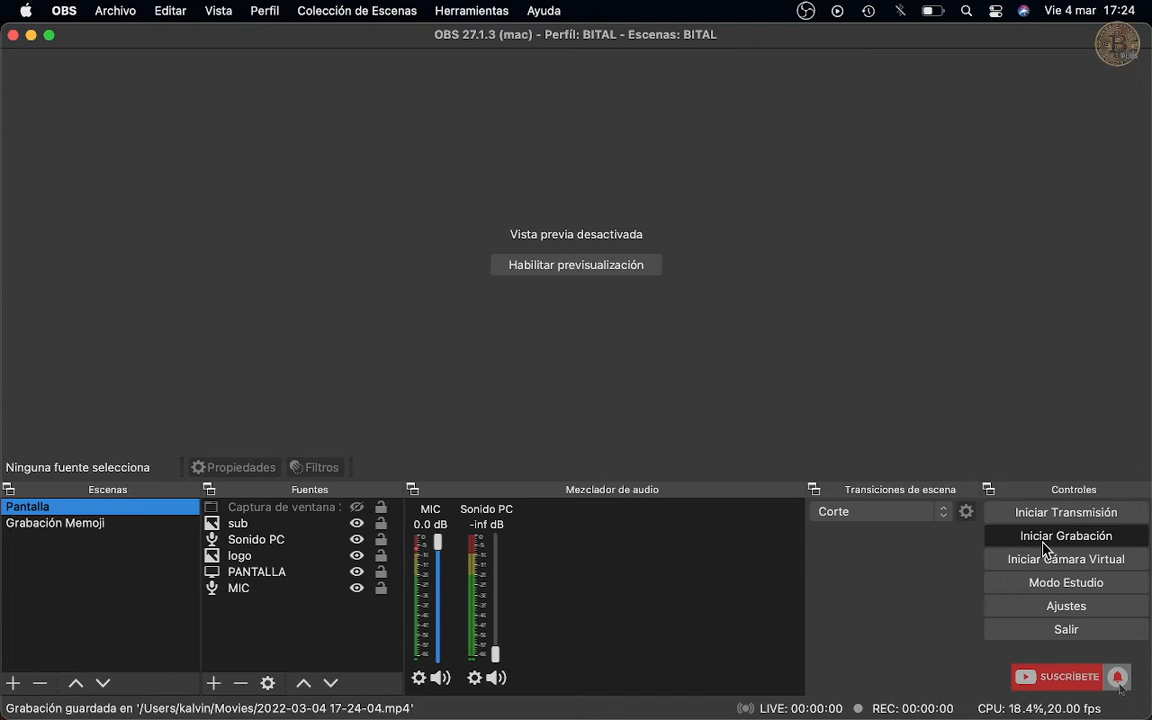 OBS Archivo Editar Vista Perfil Colección de Escenas Herramientas Ayuda Vie 4 mar 17:24
OBS 27.1.3 (mac) - Perfíl: BITAL - Escenas: BITAL
PLUS
Vista previa desactivada
Habilitar previsualización
Ninguna fuente selecciona Propiedades Filtros
Escenas Fuentes Mezclador de audio Transiciones de escena Controles
Pantalla
Grabación Memoji
Captura de ventana
sub
Sonido PC
logo
PANTALLA
MIC
MIC Sonido PC
0.0 dB -inf dB
Corte
Iniciar Transmisión
Iniciar Grabación
Iniciar Cámara Virtual
Modo Estudio
Ajustes
Salir
SUSCRÍBETE
Grabación guardada en '/Users/kalvin/Movies/2022-03-04 17-24-04.mp4' LIVE: 00:00:00 REC: 00:00:00 CPU: 18.4%,20.00 fps